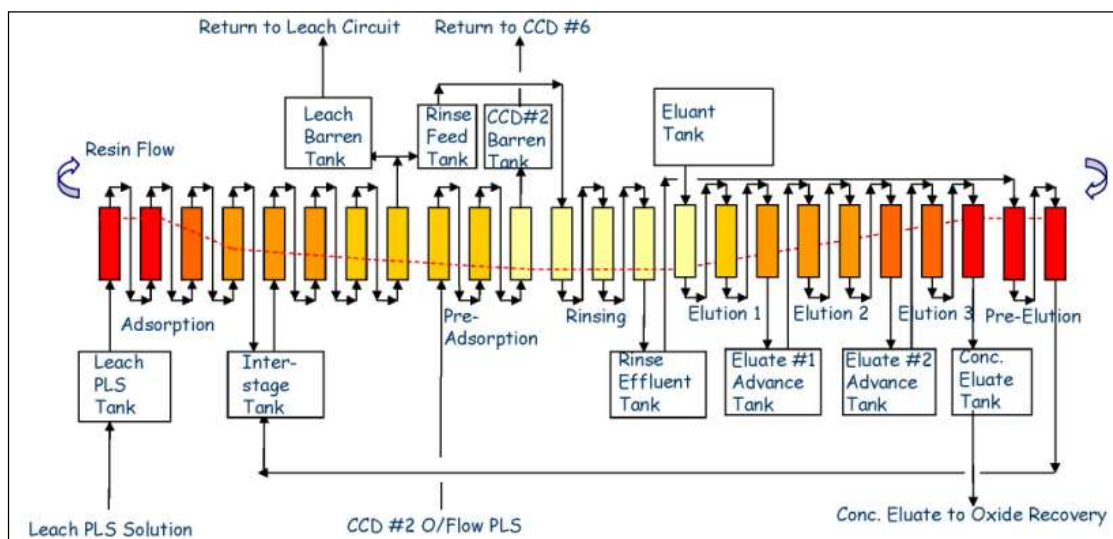 Return to Leach Circuit
Return to CCD #6
Leach
Barren
Tank
Rinse
Feed
Tank
CCD#2
Barren
Tank
Eluant
Tank
Resin Flow
Adsorption
Pre-
Adsorption
Rinsing
Elution 1
Elution 2
Elution 3
Pre-Elution
Leach
PLS
Tank
Inter-
stage
Tank
Rinse
Effluent
Tank
Eluate #1
Advance
Tank
Eluate #2
Advance
Tank
Conc.
Eluate
Tank
Leach PLS Solution
CCD #2 O/Flow PLS
Conc. Eluate to Oxide Recovery